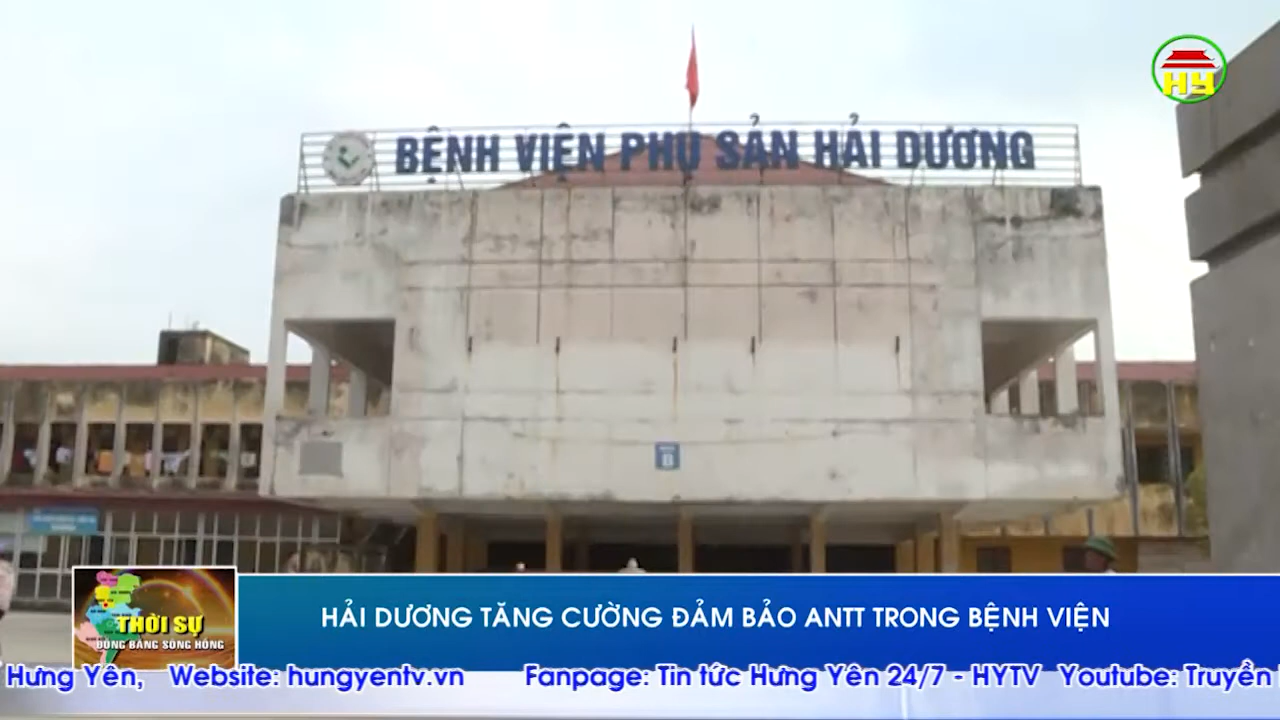 HY
BỆNH VIỆN PHỤ SẢN HẢI DƯƠNG
THỜI SỰ
ĐỒNG BẰNG SÔNG HỒNG
HẢI DƯƠNG TĂNG CƯỜNG ĐẢM BẢO ANTT TRONG BỆNH VIỆN
Hưng Yên, Website: hungyentv.vn Fanpage: Tin tức Hưng Yên 24/7 - HYTV Youtube: Truyền